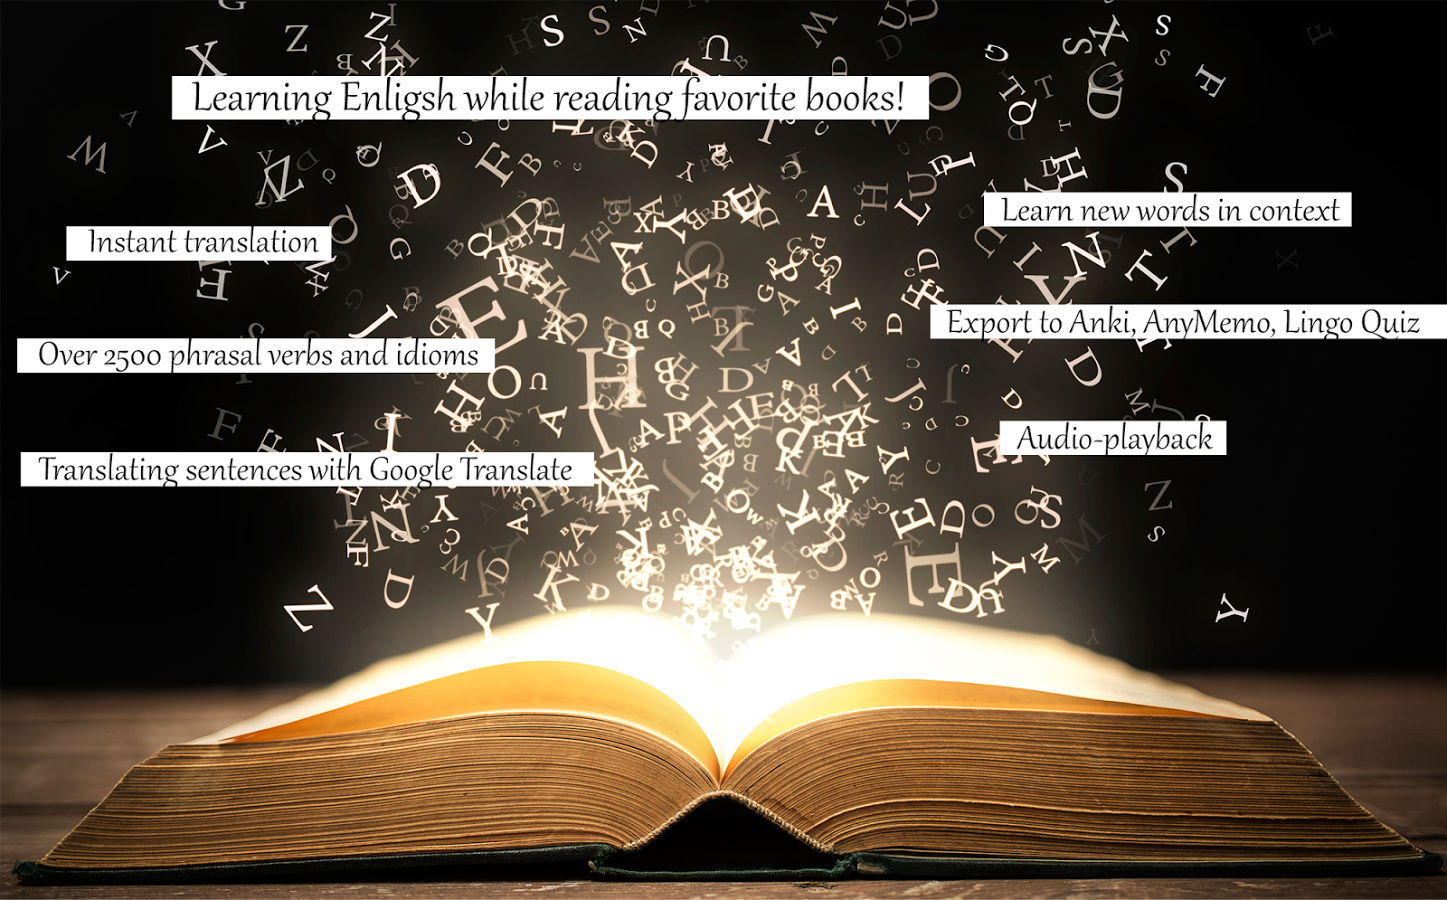 Learning Enligsh while reading favorite books!
Instant translation
Learn new words in context
Over 2500 phrasal verbs and idioms
Export to Anki, AnyMemo, Lingo Quiz
Translating sentences with Google Translate
Audio-playback